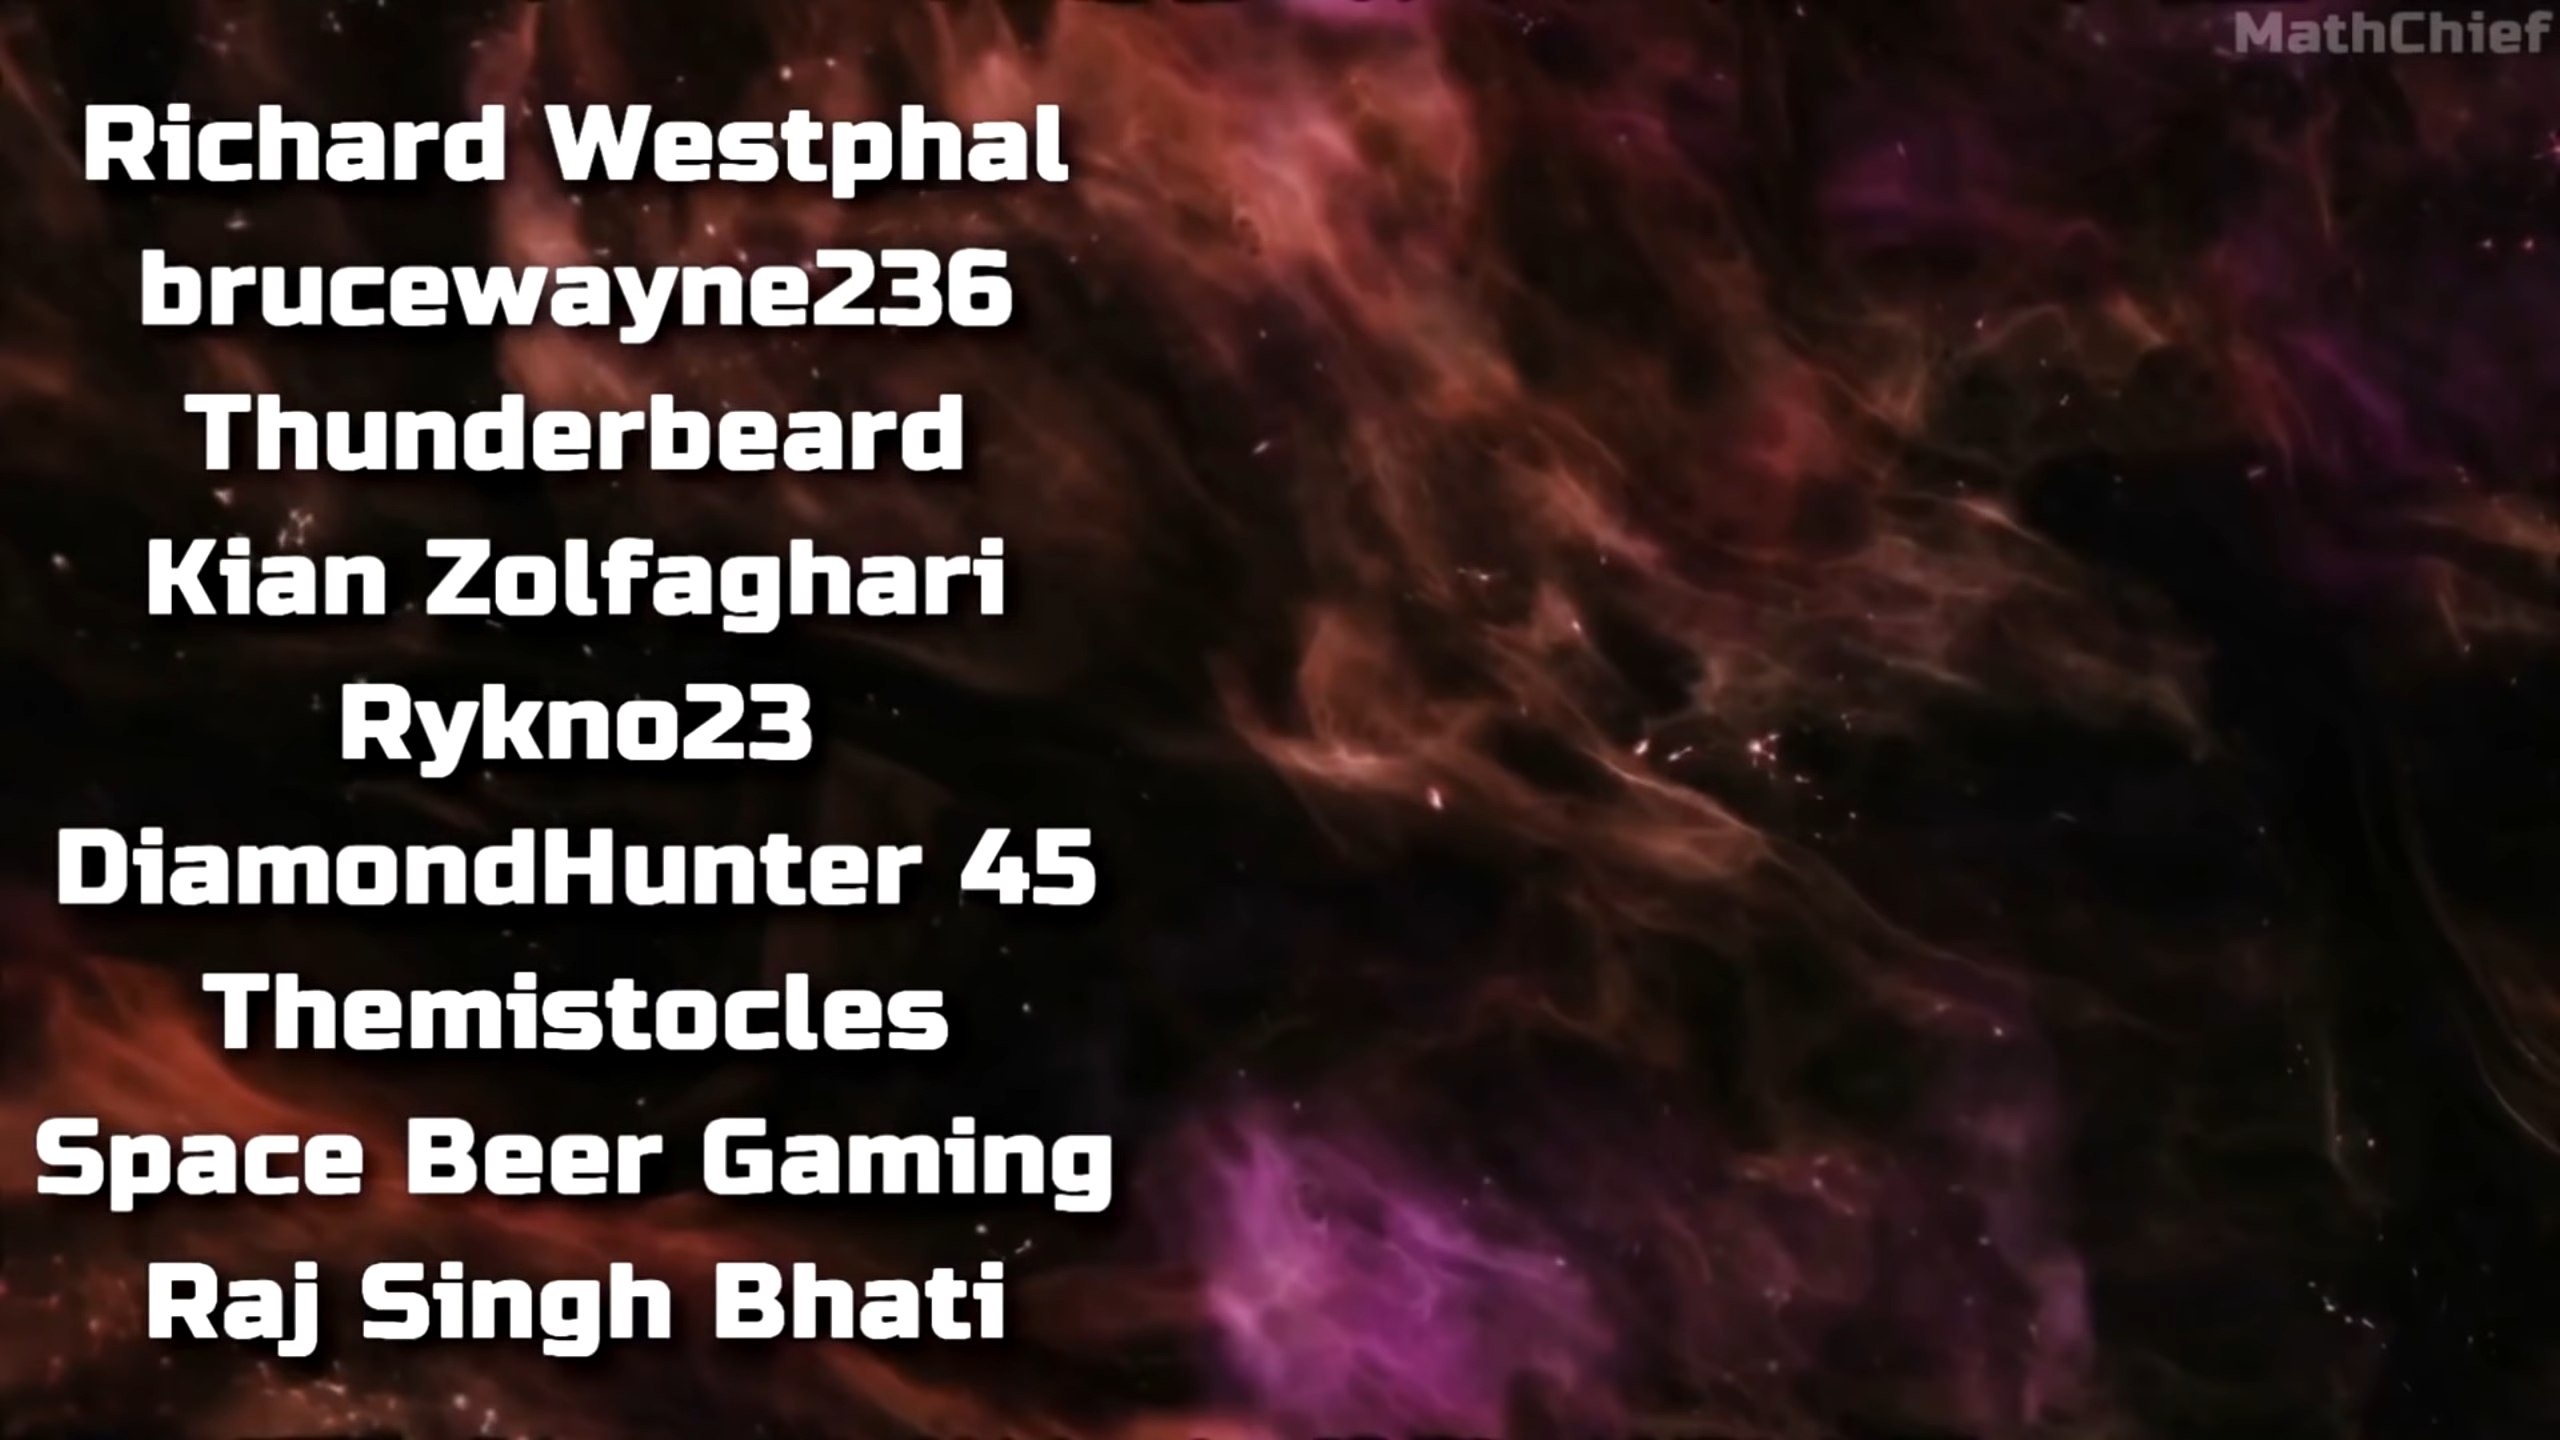 MathChief
Richard Westphal
brucewayne236
Thunderbeard
Kian Zolfaghari
Rykno23
DiamondHunter 45
Themistocles
Space Beer Gaming
Raj Singh Bhati